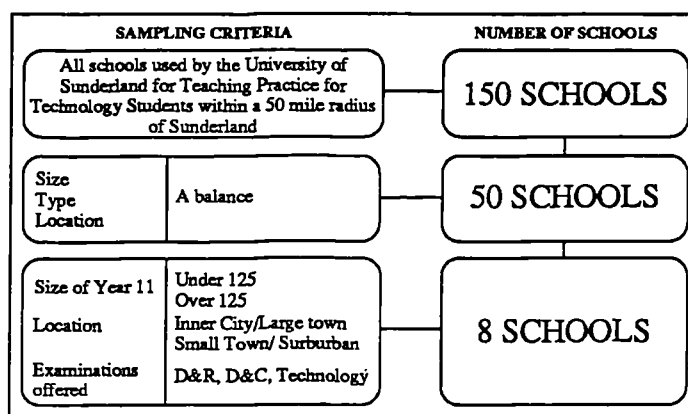 SAMPLING CRITERIA
NUMBER OF SCHOOLS
All schools used by the University of
Sunderland for Teaching Practice for
Technology Students within a 50 mile radius
of Sunderland
150 SCHOOLS
Size
Type
Location
A balance
50 SCHOOLS
Size of Year 11
Under 125
Over 125
Location
Inner City/Large town
Small Town/ Surburban
Examinations
offered
D&R, D&C, Technology
8 SCHOOLS